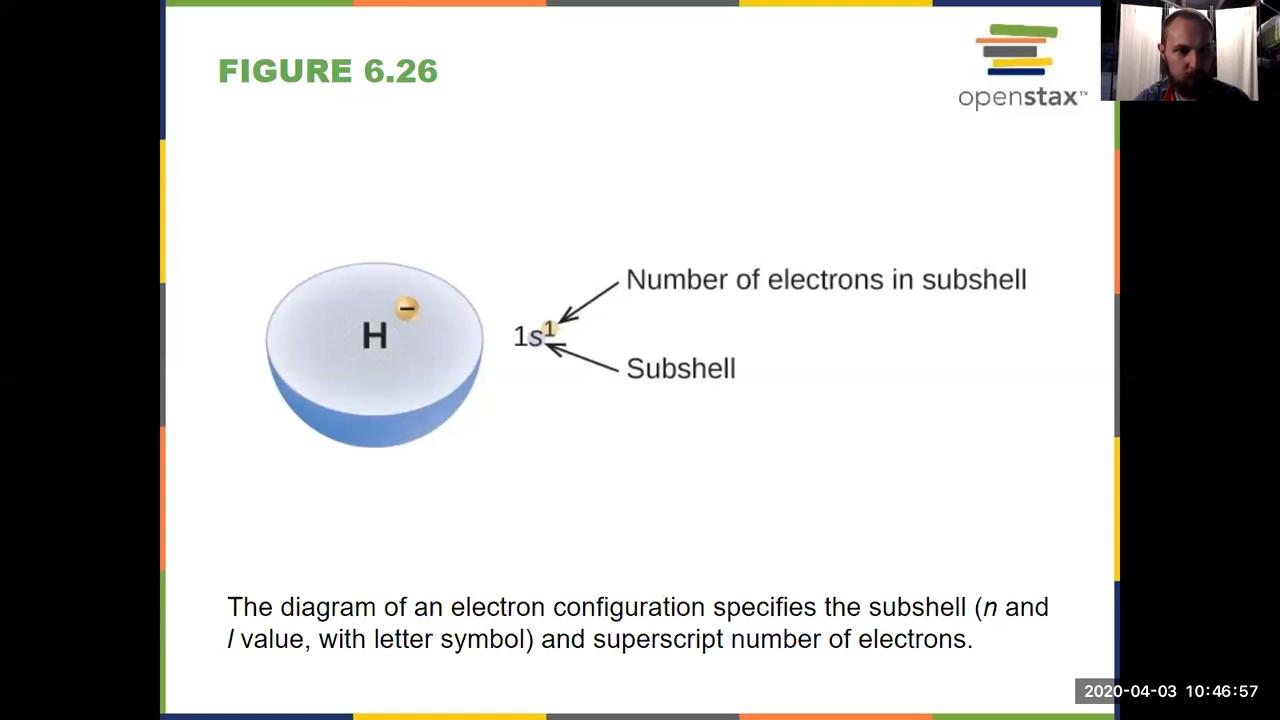 FIGURE 6.26
openstax™
Number of electrons in subshell
H
−
1s¹
Subshell
The diagram of an electron configuration specifies the subshell (n and
l value, with letter symbol) and superscript number of electrons.
2020-04-03 10:46:57